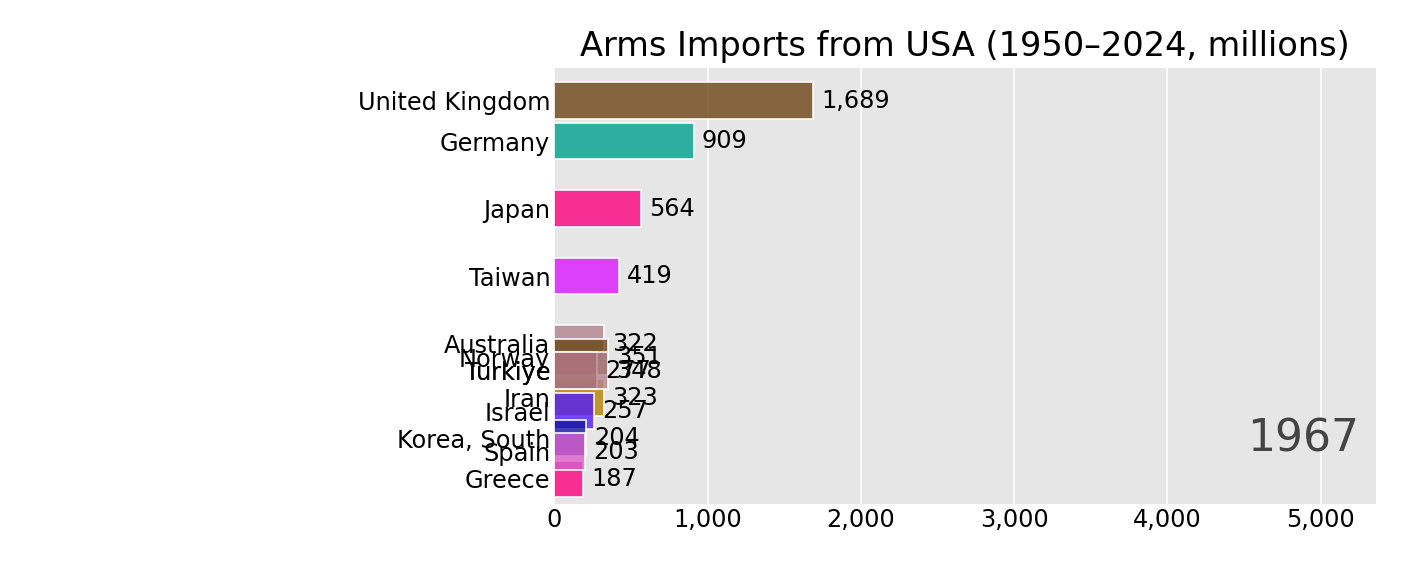 Arms Imports from USA (1950–2024, millions)
United Kingdom 1,689
Germany 909
Japan 564
Taiwan 419
Australia 322
Norway 351
Türkiye 348
Iran 323
Israel 257
Korea, South 204
Spain 203
Greece 187
1967
0 1,000 2,000 3,000 4,000 5,000